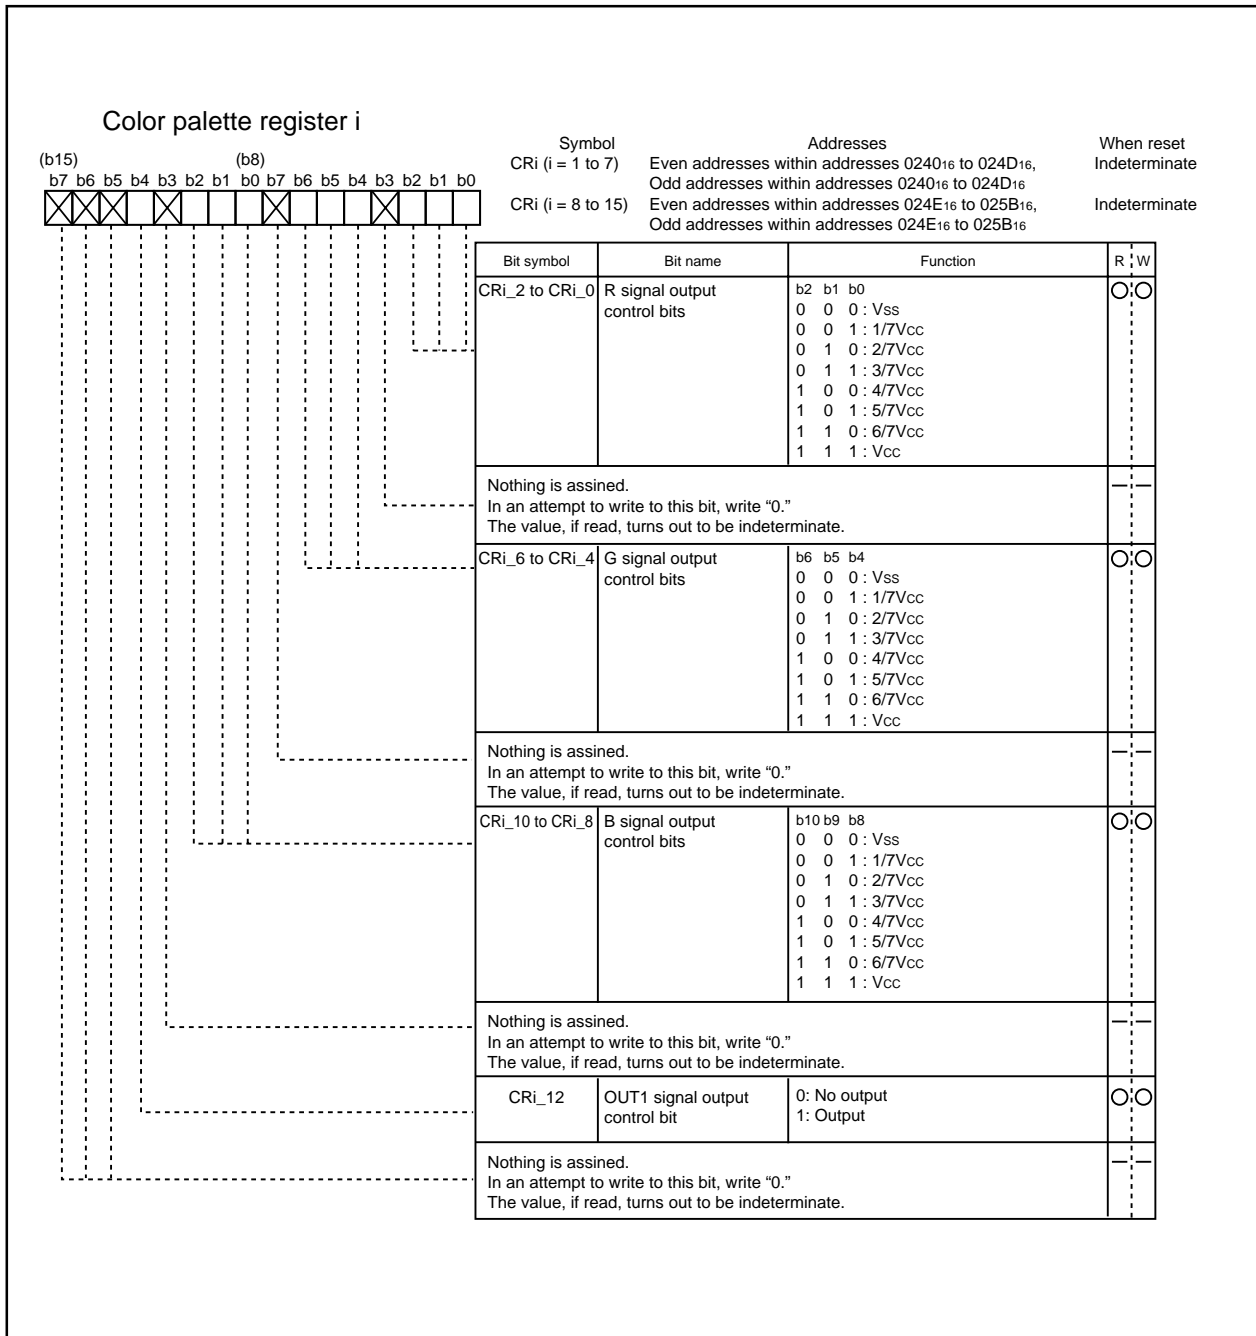 Color palette register i
Symbol Addresses When reset
CRi (i = 1 to 7) Even addresses within addresses 024016 to 024D16, Indeterminate
Odd addresses within addresses 024016 to 024D16
CRi (i = 8 to 15) Even addresses within addresses 024E16 to 025B16, Indeterminate
Odd addresses within addresses 024E16 to 025B16
(b15) (b8)
b7 b6 b5 b4 b3 b2 b1 b0 b7 b6 b5 b4 b3 b2 b1 b0
Bit symbol Bit name Function R W
CRi_2 to CRi_0 R signal output b2 b1 b0
control bits 0 0 0 : Vss
0 0 1 : 1/7Vcc
0 1 0 : 2/7Vcc
0 1 1 : 3/7Vcc
1 0 0 : 4/7Vcc
1 0 1 : 5/7Vcc
1 1 0 : 6/7Vcc
1 1 1 : Vcc
Nothing is assined.
In an attempt to write to this bit, write “0.”
The value, if read, turns out to be indeterminate.
CRi_6 to CRi_4 G signal output b6 b5 b4
control bits 0 0 0 : Vss
0 0 1 : 1/7Vcc
0 1 0 : 2/7Vcc
0 1 1 : 3/7Vcc
1 0 0 : 4/7Vcc
1 0 1 : 5/7Vcc
1 1 0 : 6/7Vcc
1 1 1 : Vcc
Nothing is assined.
In an attempt to write to this bit, write “0.”
The value, if read, turns out to be indeterminate.
CRi_10 to CRi_8 B signal output b10 b9 b8
control bits 0 0 0 : Vss
0 0 1 : 1/7Vcc
0 1 0 : 2/7Vcc
0 1 1 : 3/7Vcc
1 0 0 : 4/7Vcc
1 0 1 : 5/7Vcc
1 1 0 : 6/7Vcc
1 1 1 : Vcc
Nothing is assined.
In an attempt to write to this bit, write “0.”
The value, if read, turns out to be indeterminate.
CRi_12 OUT1 signal output 0: No output
control bit 1: Output
Nothing is assined.
In an attempt to write to this bit, write “0.”
The value, if read, turns out to be indeterminate.